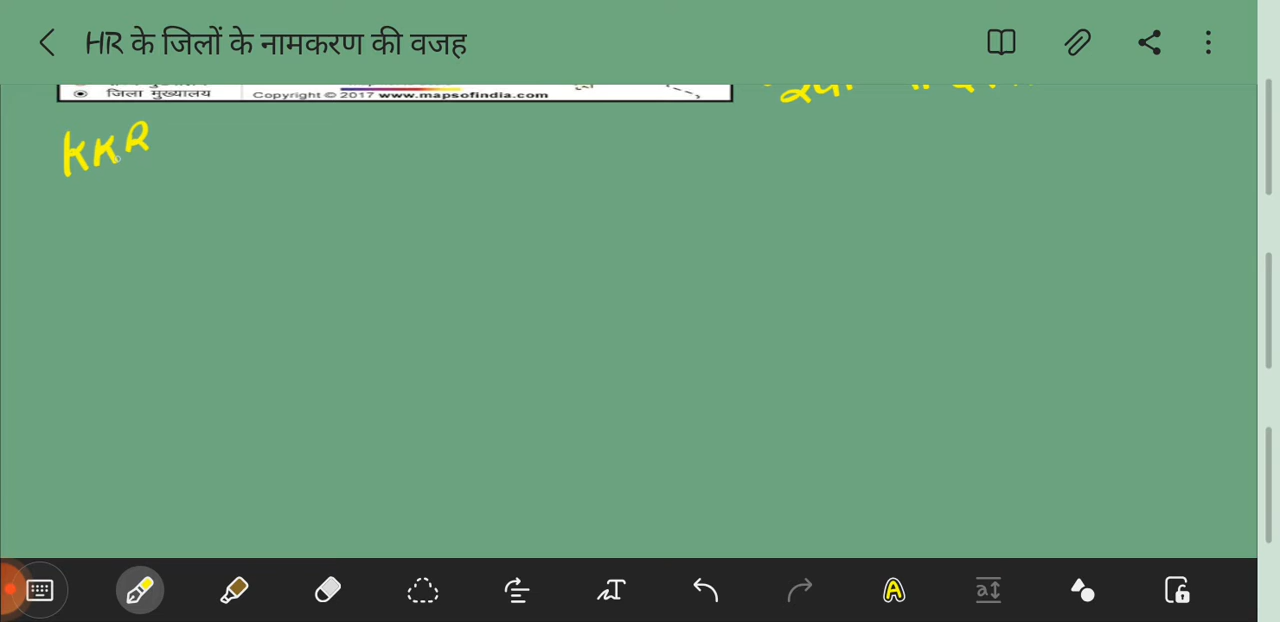 HR के जिलों के नामकरण की वजह
जिला मुख्यालय
Copyright © 2017 www.mapsofindia.com
KKR